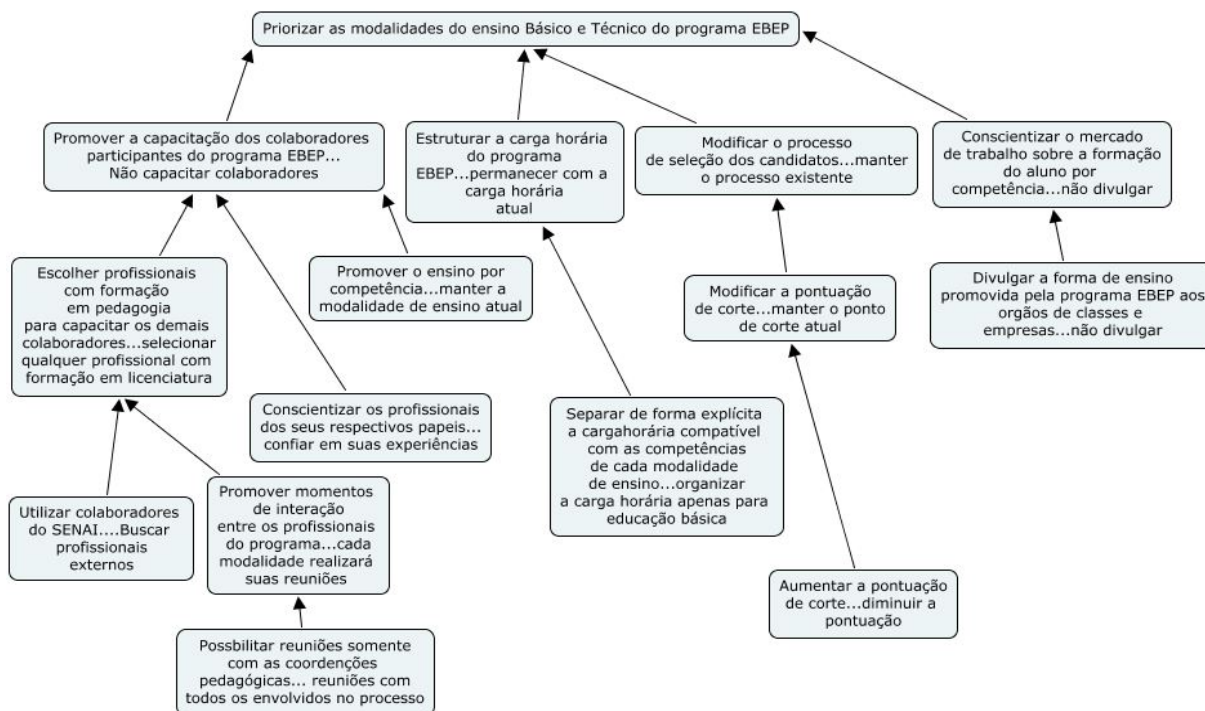 Priorizar as modalidades do ensino Básico e Técnico do programa EBEP
Promover a capacitação dos colaboradores
participantes do programa EBEP...
Não capacitar colaboradores
Estruturar a carga horária
do programa
EBEP...permanecer com a
carga horária
atual
Modificar o processo
de seleção dos candidatos...manter
o processo existente
Conscientizar o mercado
de trabalho sobre a formação
do aluno por
competência...não divulgar
Escolher profissionais
com formação
em pedagogia
para capacitar os demais
colaboradores...selecionar
qualquer profissional com
formação em licenciatura
Promover o ensino por
competência...manter a
modalidade de ensino atual
Modificar a pontuação
de corte...manter o ponto
de corte atual
Divulgar a forma de ensino
promovida pela programa EBEP aos
orgãos de classes e
empresas...não divulgar
Conscientizar os profissionais
dos seus respectivos papeis...
confiar em suas experiências
Separar de forma explícita
a cargahorária compatível
com as competências
de cada modalidade
de ensino...organizar
a carga horária apenas para
educação básica
Utilizar colaboradores
do SENAI....Buscar
profissionais
externos
Promover momentos
de interação
entre os profissionais
do programa...cada
modalidade realizará
suas reuniões
Aumentar a pontuação
de corte...diminuir a
pontuação
Possbilitar reuniões somente
com as coordenções
pedagógicas... reuniões com
todos os envolvidos no processo